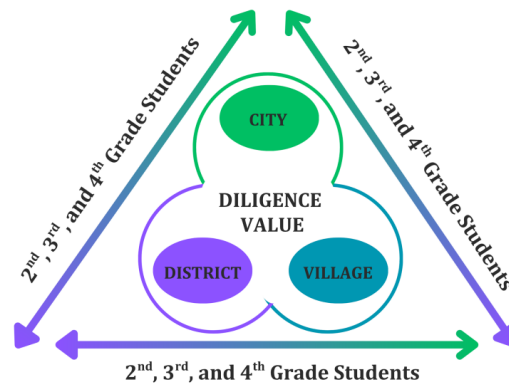 2nd, 3rd, and 4th Grade Students
2nd, 3rd, and 4th Grade Students
CITY
DILIGENCE
VALUE
DISTRICT
VILLAGE
2nd, 3rd, and 4th Grade Students